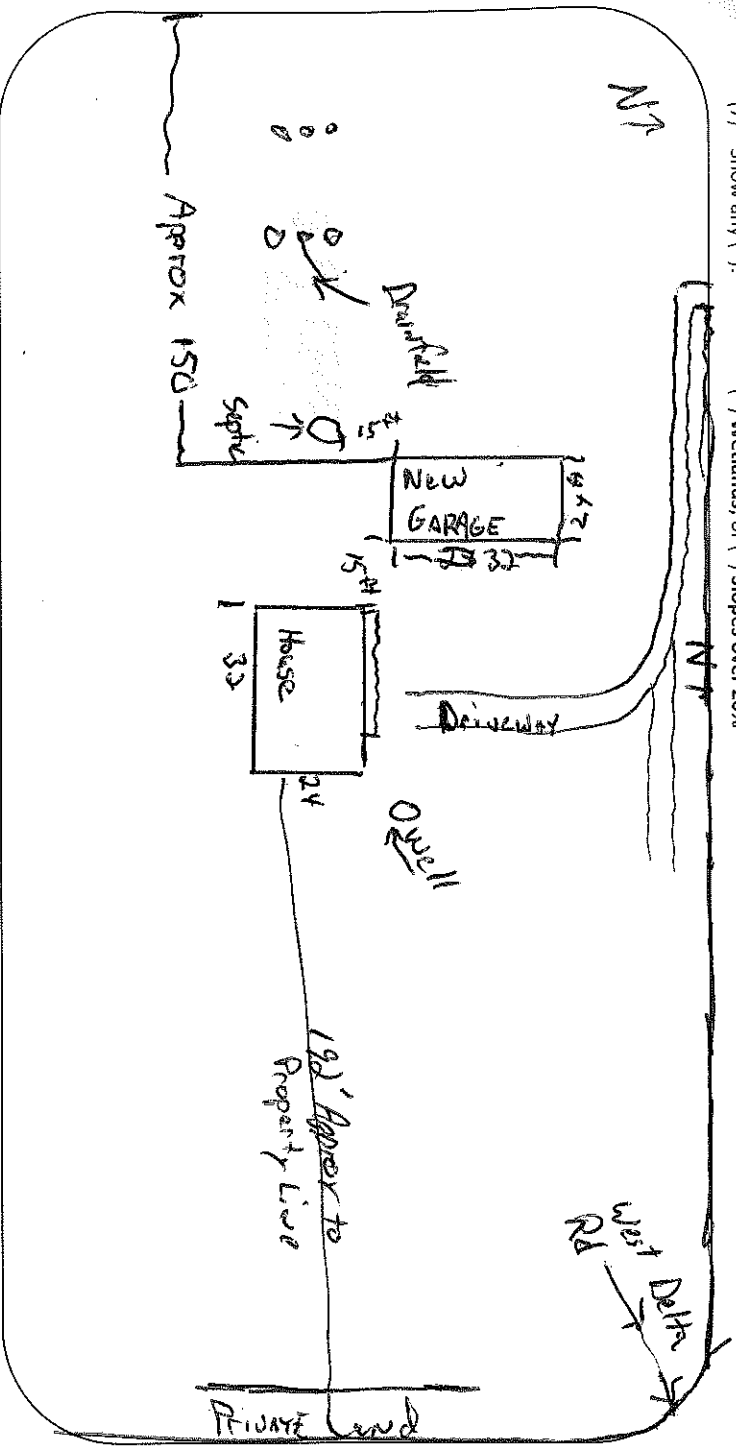 N↑
Drainfield
Septic
Approx 150
15 ft
New
GARAGE
24
32
15 ft
House
32
24
Driveway
N↑
Well
192' Approx to
Property Line
West Delta
Rd
Private Land